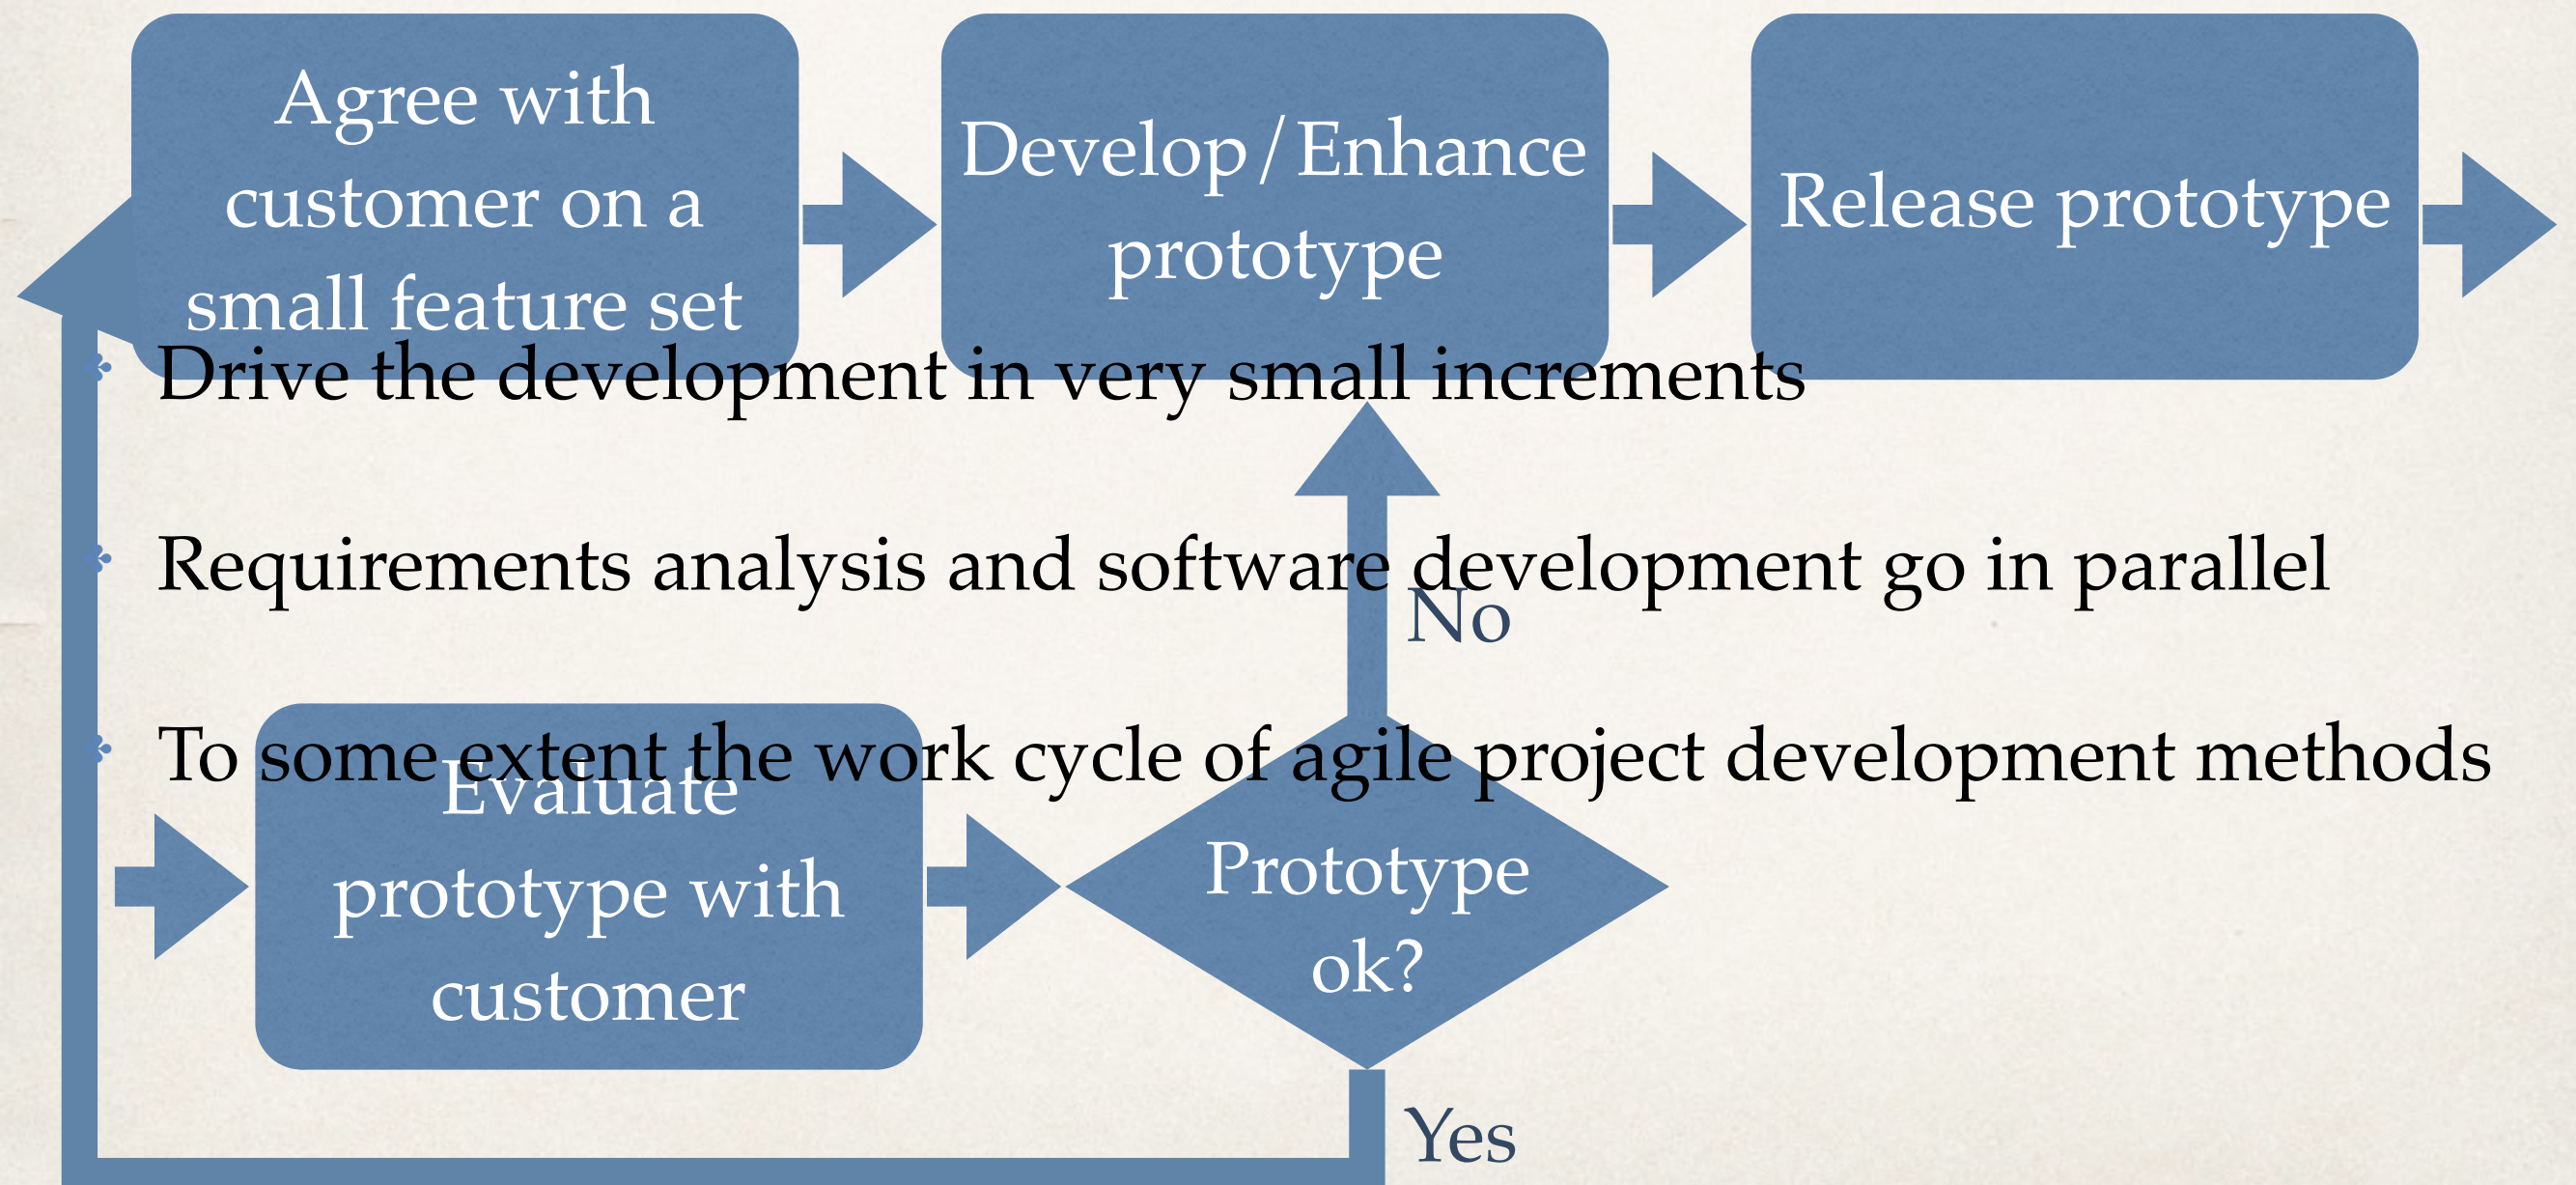 Agree with
customer on a
small feature set
Develop/Enhance
prototype
Release prototype
Drive the development in very small increments
Requirements analysis and software development go in parallel
No
To some extent the work cycle of agile project development methods
Evaluate
prototype with
customer
Prototype
ok?
Yes